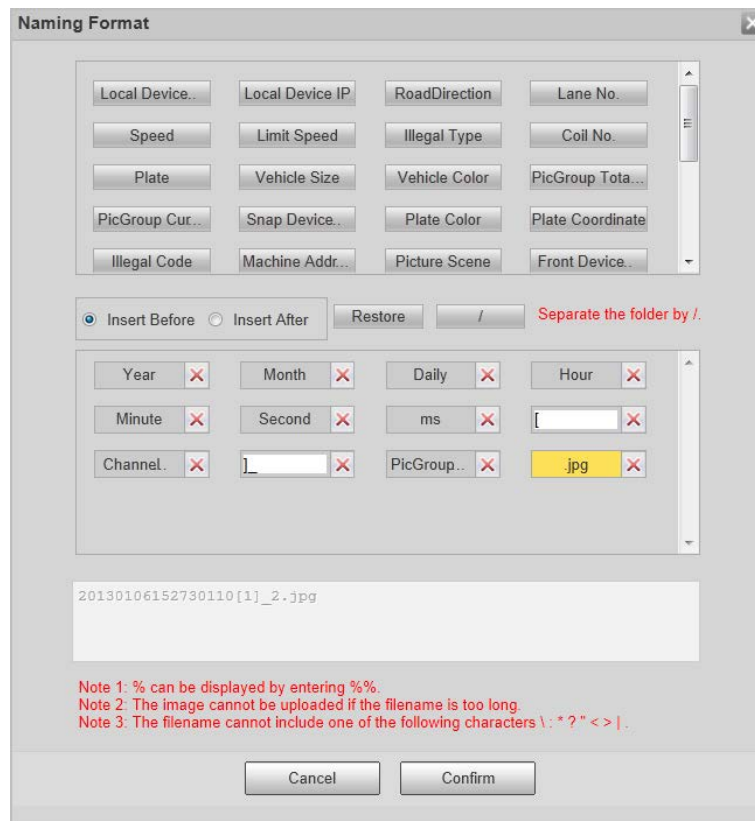 Naming Format
Local Device.. Local Device IP RoadDirection Lane No.
Speed Limit Speed Illegal Type Coil No.
Plate Vehicle Size Vehicle Color PicGroup Tota...
PicGroup Cur... Snap Device.. Plate Color Plate Coordinate
Illegal Code Machine Addr... Picture Scene Front Device..
Insert Before Insert After Restore / Separate the folder by /.
Year Month Daily Hour
Minute Second ms [
Channel.. ]_ PicGroup.. .jpg
20130106152730110[1]_2.jpg
Note 1: % can be displayed by entering %%.
Note 2: The image cannot be uploaded if the filename is too long.
Note 3: The filename cannot include one of the following characters \ : * ? " < > | .
Cancel Confirm